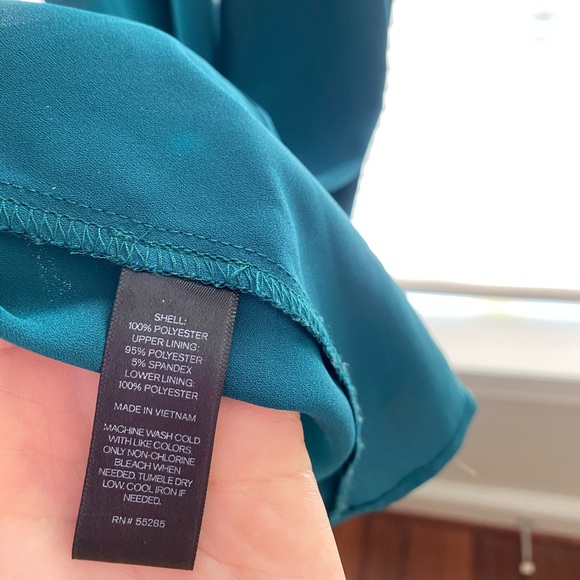 SHELL:
100% POLYESTER
UPPER LINING:
95% POLYESTER
5% SPANDEX
LOWER LINING:
100% POLYESTER
MADE IN VIETNAM
MACHINE WASH COLD
WITH LIKE COLORS.
ONLY NON-CHLORINE
BLEACH WHEN
NEEDED. TUMBLE DRY
LOW. COOL IRON IF
NEEDED.
RN# 55285